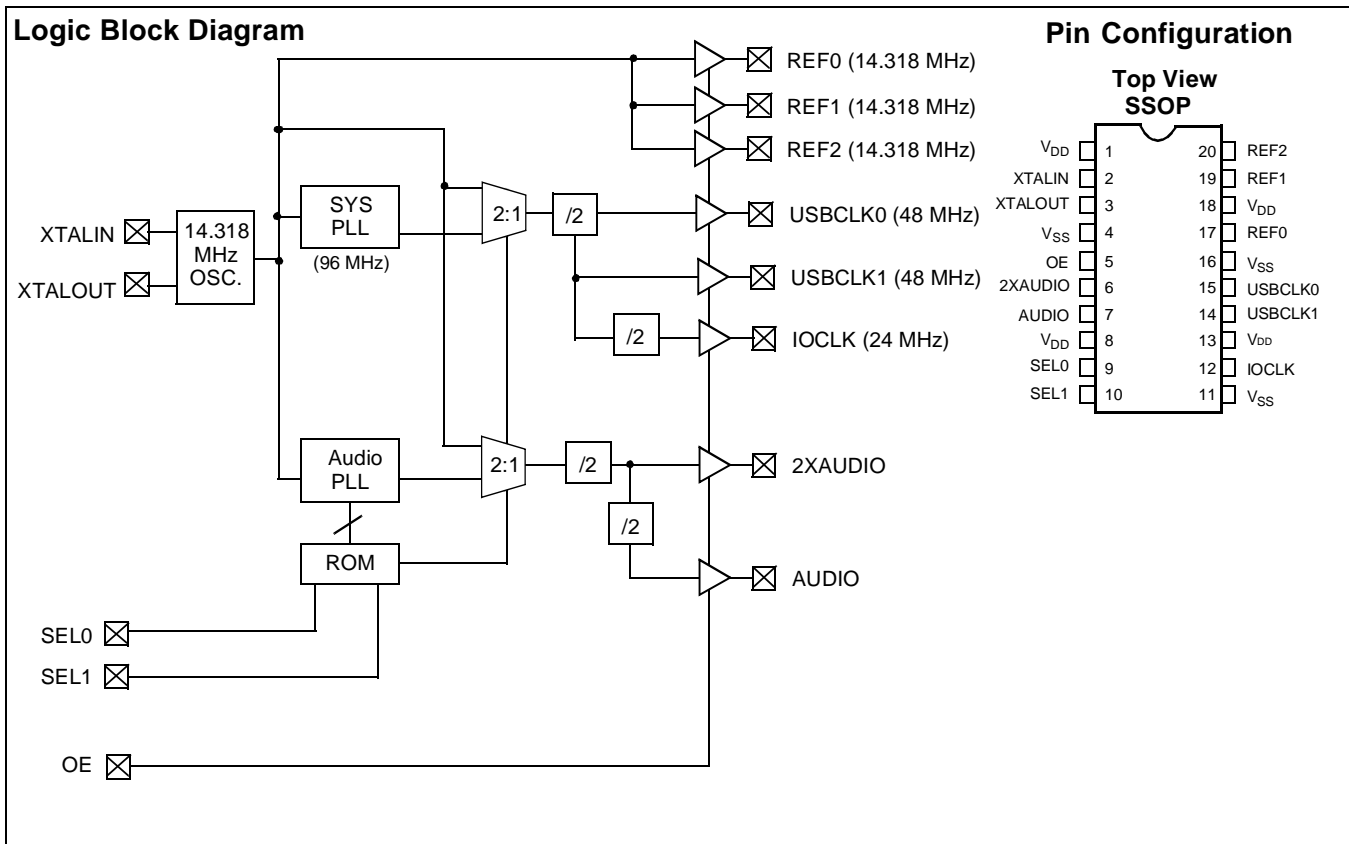 Logic Block Diagram
REF0 (14.318 MHz)
REF1 (14.318 MHz)
REF2 (14.318 MHz)
SYS
PLL
(96 MHz)
2:1
/2
USBCLK0 (48 MHz)
XTALIN
14.318
MHz
OSC.
XTALOUT
USBCLK1 (48 MHz)
/2
IOCLK (24 MHz)
Audio
PLL
2:1
/2
2XAUDIO
/2
ROM
AUDIO
SEL0
SEL1
OE
Pin Configuration
Top View
SSOP
VDD 1 20 REF2
XTALIN 2 19 REF1
XTALOUT 3 18 VDD
VSS 4 17 REF0
OE 5 16 VSS
2XAUDIO 6 15 USBCLK0
AUDIO 7 14 USBCLK1
VDD 8 13 VDD
SEL0 9 12 IOCLK
SEL1 10 11 VSS